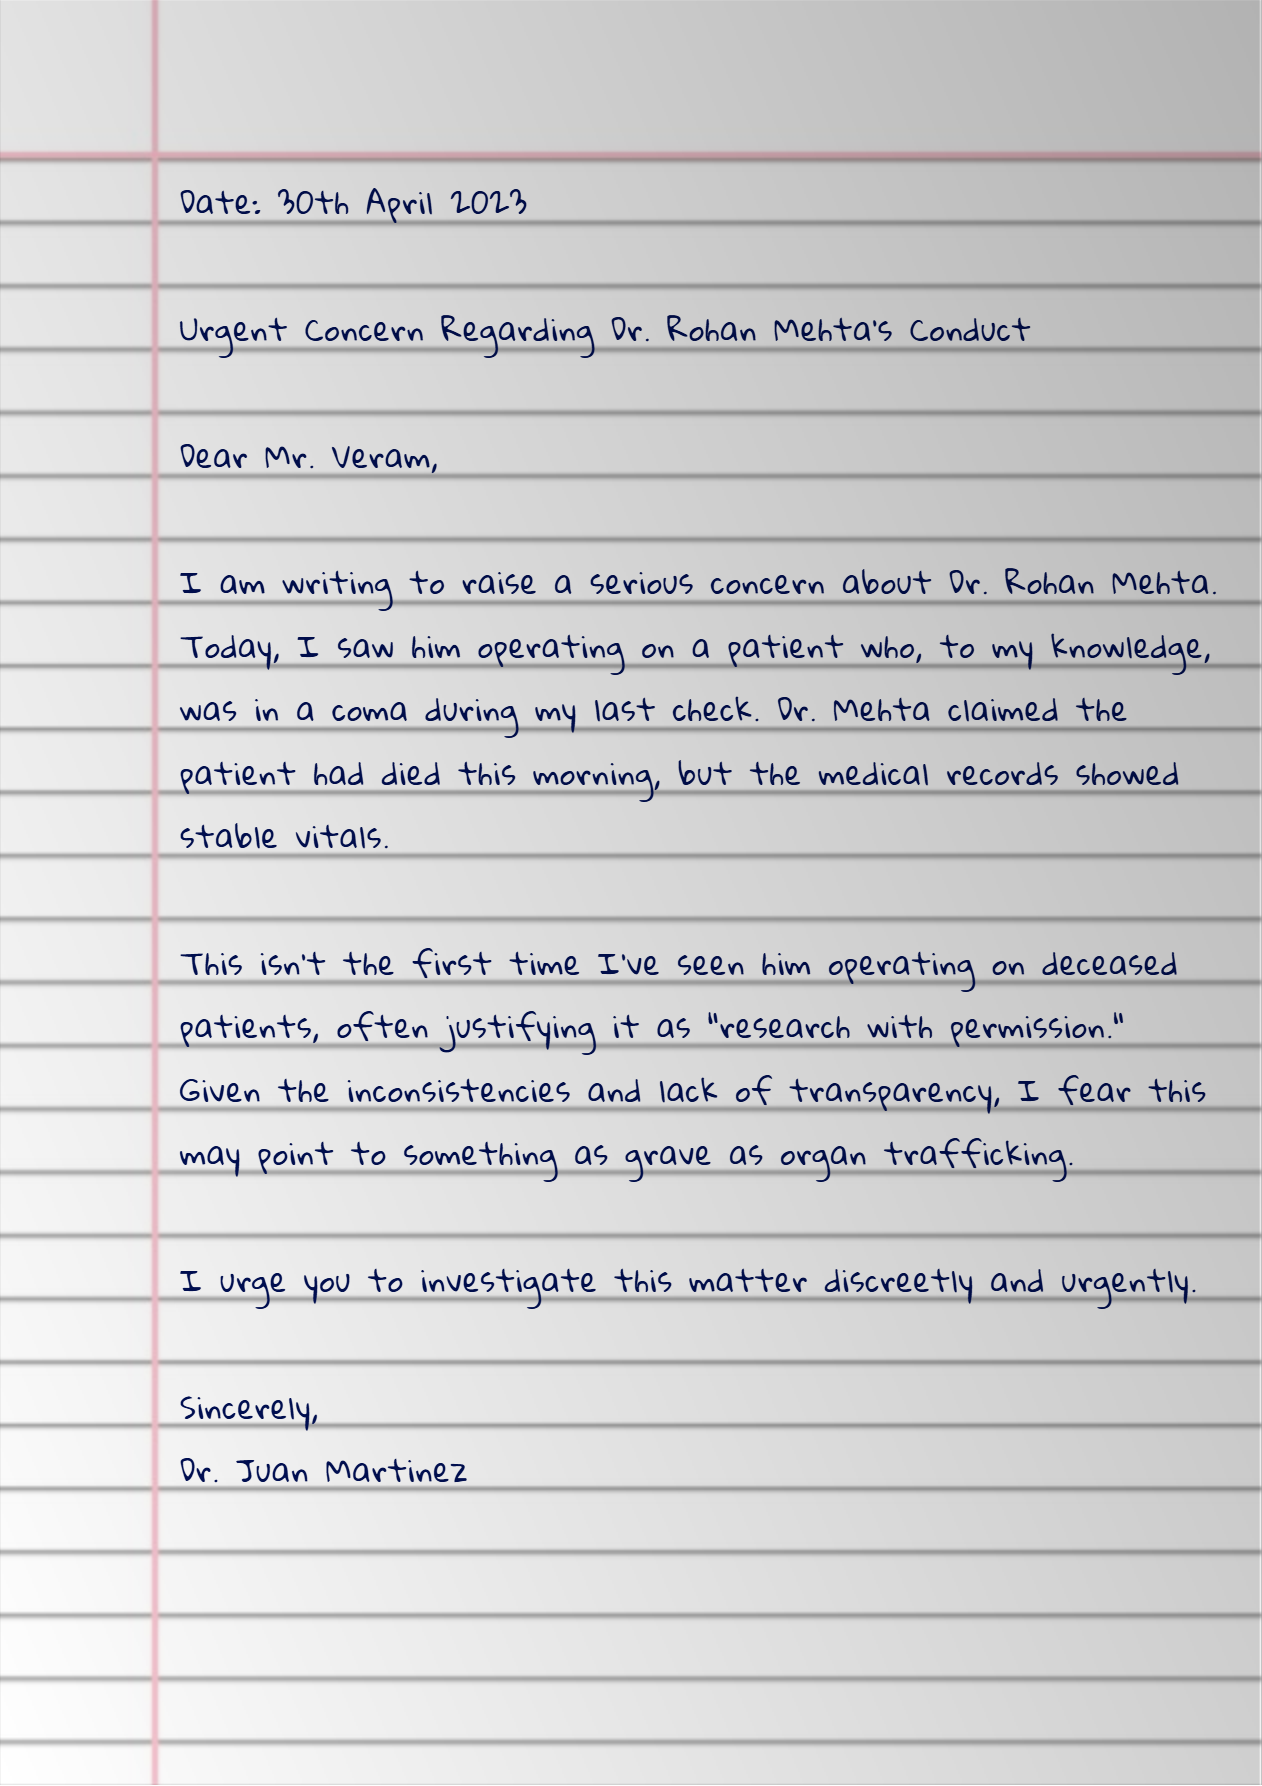 Date: 30th April 2023
Urgent Concern Regarding Dr. Rohan Mehta's Conduct
Dear Mr. Veram,
I am writing to raise a serious concern about Dr. Rohan Mehta.
Today, I saw him operating on a patient who, to my knowledge,
was in a coma during my last check. Dr. Mehta claimed the
patient had died this morning, but the medical records showed
stable vitals.
This isn't the first time I've seen him operating on deceased
patients, often justifying it as "research with permission."
Given the inconsistencies and lack of transparency, I fear this
may point to something as grave as organ trafficking.
I urge you to investigate this matter discreetly and urgently.
Sincerely,
Dr. Juan Martinez